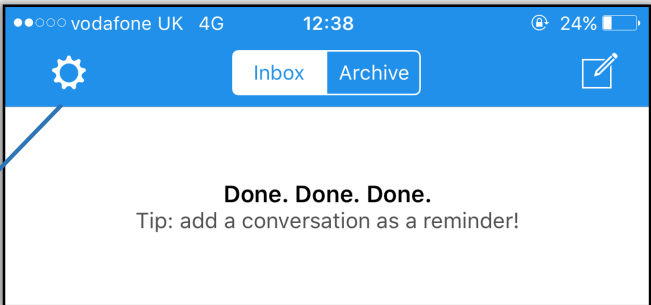 vodafone UK 4G 12:38 24%
Inbox Archive
Done. Done. Done.
Tip: add a conversation as a reminder!